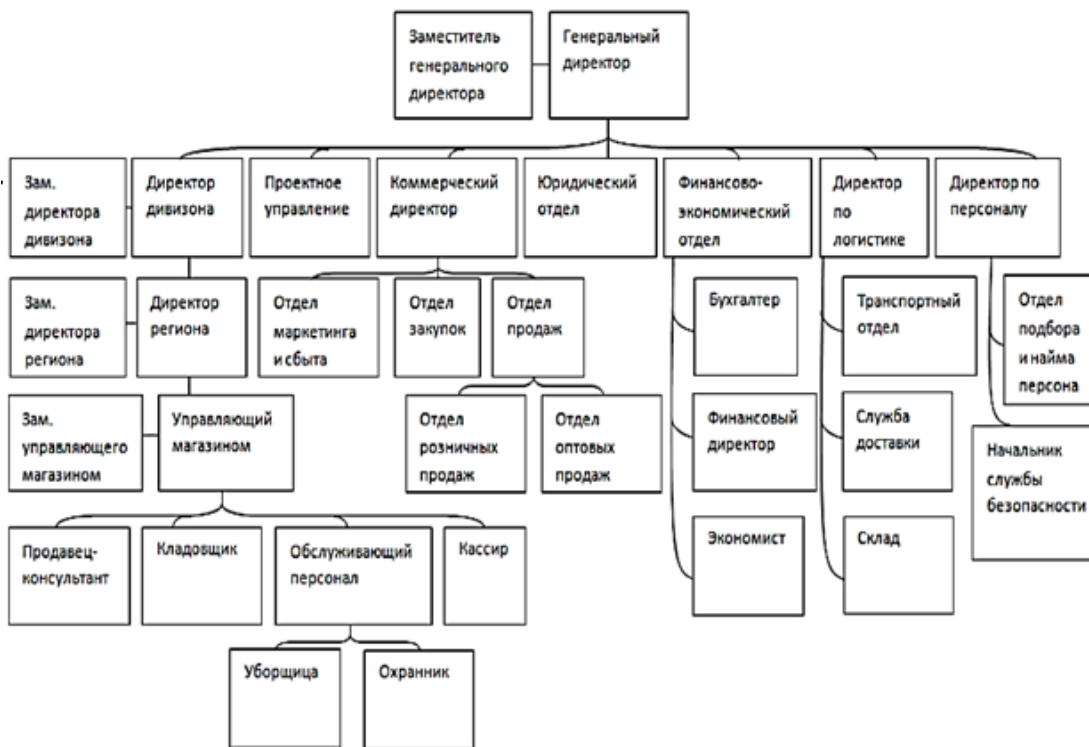 Заместитель
генерального
директора
Генеральный
директор
Зам.
директора
дивизона
Директор
дивизона
Проектное
управление
Коммерческий
директор
Юридический
отдел
Финансово-
экономический
отдел
Директор
по
логистике
Директор по
персоналу
Зам.
директора
региона
Директор
региона
Отдел
маркетинга
и сбыта
Отдел
закупок
Отдел
продаж
Бухгалтер
Транспортный
отдел
Отдел
подбора
и найма
персона
Зам.
управляющего
магазином
Управляющий
магазином
Отдел
розничных
продаж
Отдел
оптовых
продаж
Финансовый
директор
Служба
доставки
Начальник
службы
безопасности
Продавец-
консультант
Кладовщик
Обслуживающий
персонал
Кассир
Экономист
Склад
Уборщица
Охранник